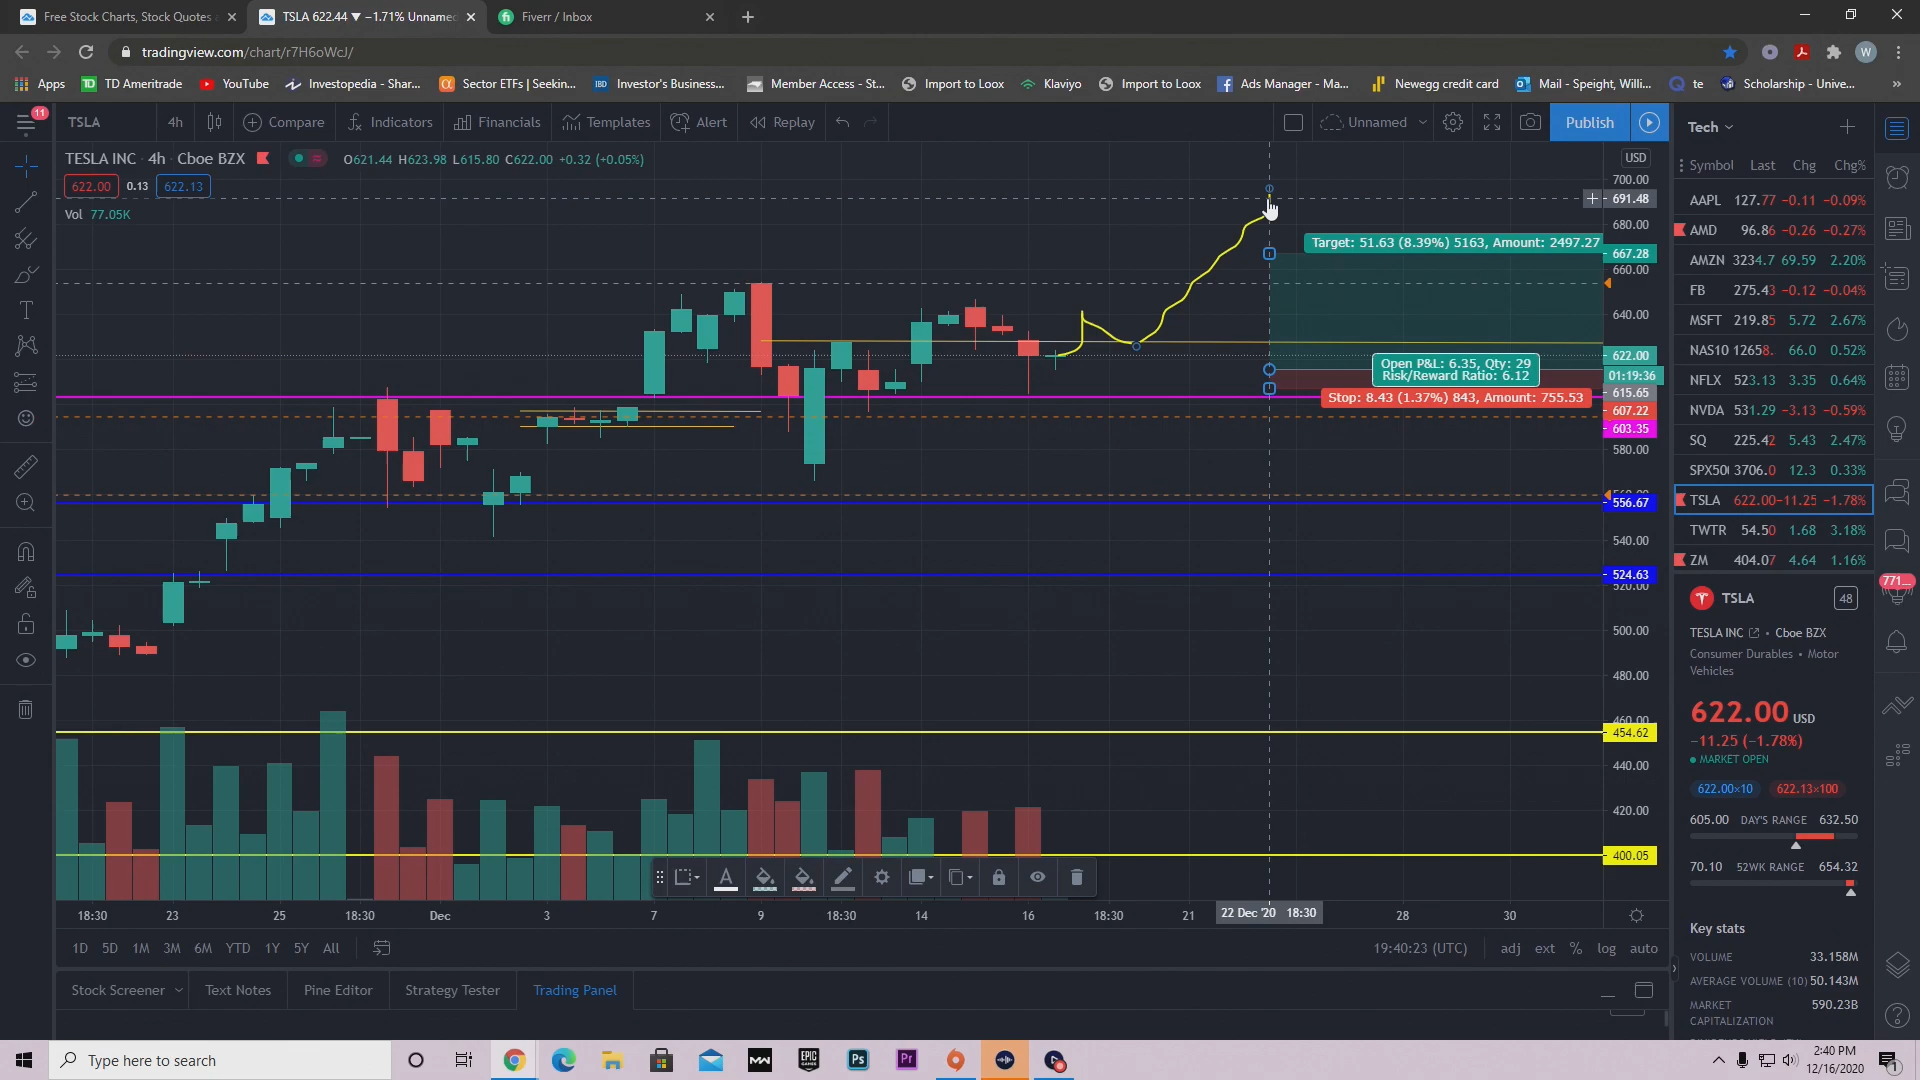 Free Stock Charts, Stock Quotes
TSLA 622.44 ▼ −1.71% Unnamed
Fiverr / Inbox
tradingview.com/chart/r7H6oWcJ/
W
Apps
TD Ameritrade
YouTube
Investopedia - Shar...
Sector ETFs | Seekin...
IBD Investor's Business...
Member Access - St...
Import to Loox
Klaviyo
Import to Loox
Ads Manager - Ma...
Newegg credit card
Mail - Speight, Willi...
te
Scholarship - Unive...
»
11
TSLA
4h
Compare
Indicators
Financials
Templates
Alert
Replay
Unnamed
Publish
TESLA INC · 4h · Cboe BZX
O621.44 H623.98 L615.80 C622.00 +0.32 (+0.05%)
622.00 0.13 622.13
Vol 77.05K
USD
700.00
691.48
680.00
667.28
660.00
640.00
622.00
01:19:36
615.65
607.22
603.35
580.00
556.67
540.00
524.63
520.00
500.00
480.00
460.00
454.62
440.00
420.00
400.05
Target: 51.63 (8.39%) 5163, Amount: 2497.27
Open P&L: 6.35, Qty: 29
Risk/Reward Ratio: 6.12
Stop: 8.43 (1.37%) 843, Amount: 755.53
18:30 23 25 18:30 Dec 3 7 9 18:30 14 16 18:30 21 22 Dec '20 18:30 28 30
1D 5D 1M 3M 6M YTD 1Y 5Y All
19:40:23 (UTC) adj ext % log auto
Stock Screener
Text Notes
Pine Editor
Strategy Tester
Trading Panel
Tech
Symbol Last Chg Chg%
AAPL 127.77 −0.11 −0.09%
AMD 96.86 −0.26 −0.27%
AMZN 3234.7 69.59 2.20%
FB 275.43 −0.12 −0.04%
MSFT 219.85 5.72 2.67%
NAS10 12658. 66.0 0.52%
NFLX 523.13 3.35 0.64%
NVDA 531.29 −3.13 −0.59%
SQ 225.42 5.43 2.47%
SPX50 3706.0 12.3 0.33%
TSLA 622.00 −11.25 −1.78%
TWTR 54.50 1.68 3.18%
ZM 404.07 4.64 1.16%
TSLA
48
TESLA INC • Cboe BZX
Consumer Durables • Motor
Vehicles
622.00 USD
−11.25 (−1.78%)
MARKET OPEN
622.00×10 622.13×100
605.00 DAY'S RANGE 632.50
70.10 52WK RANGE 654.32
Key stats
VOLUME 33.158M
AVERAGE VOLUME (10) 50.143M
MARKET 590.23B
CAPITALIZATION
771...
Type here to search
EPIC GAMES
Ps
Pr
2:40 PM
12/16/2020
1